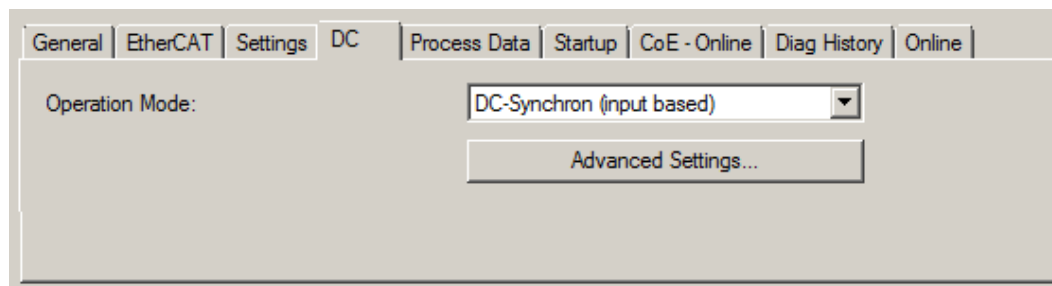 General EtherCAT Settings DC Process Data Startup CoE - Online Diag History Online
Operation Mode: DC-Synchron (input based)
Advanced Settings...